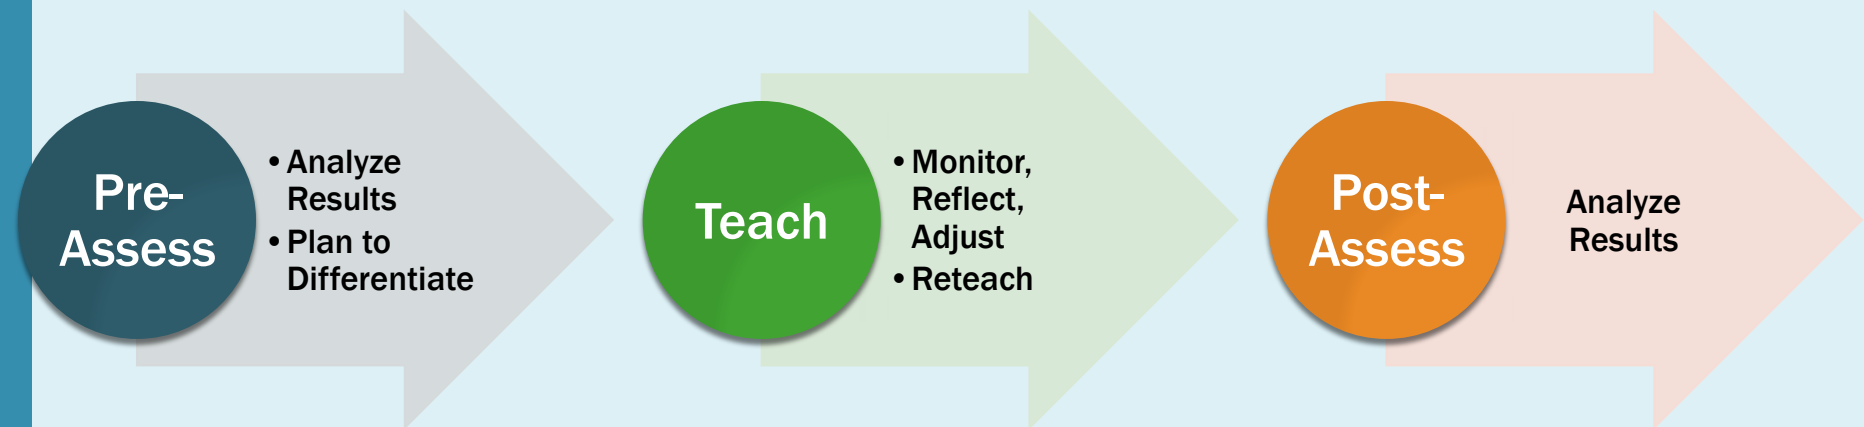 Pre-
Assess
• Analyze
Results
• Plan to
Differentiate
Teach
• Monitor,
Reflect,
Adjust
• Reteach
Post-
Assess
Analyze
Results